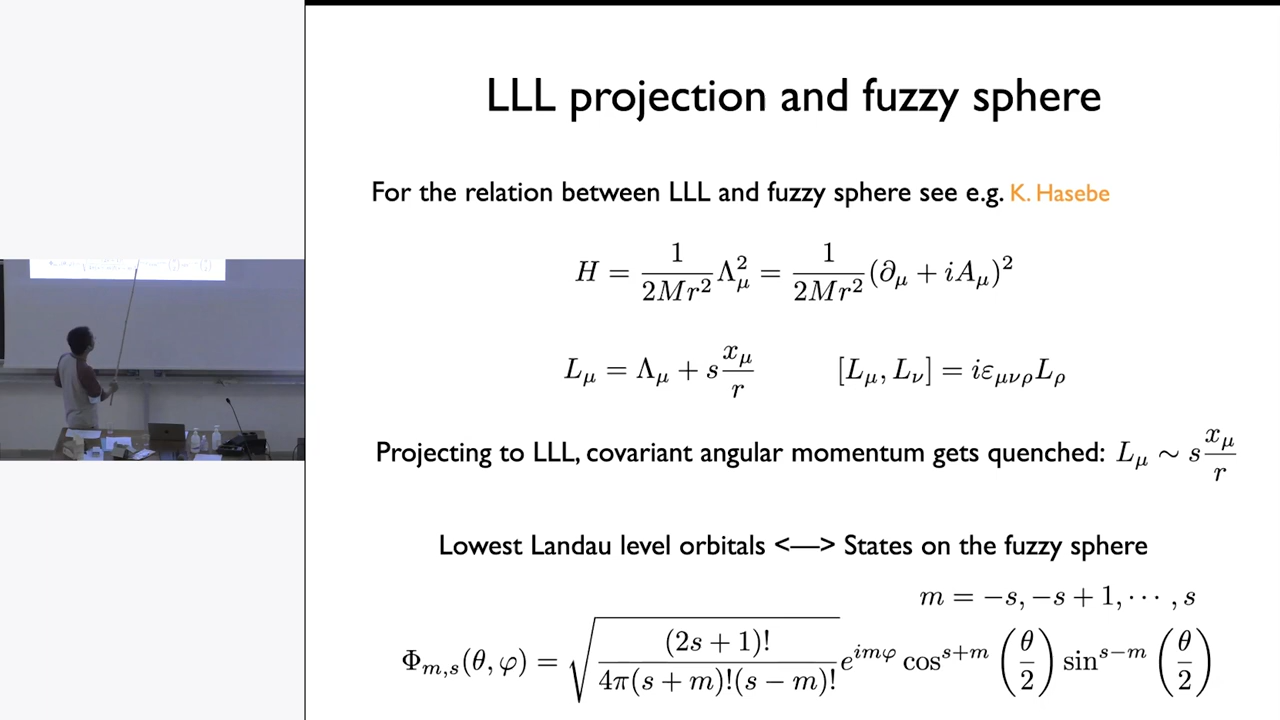 LLL projection and fuzzy sphere
For the relation between LLL and fuzzy sphere see e.g. K. Hasebe
H = \frac{1}{2Mr^2} \Lambda_\mu^2 = \frac{1}{2Mr^2} (\partial_\mu + iA_\mu)^2
L_\mu = \Lambda_\mu + s \frac{x_\mu}{r} [L_\mu, L_\nu] = i\varepsilon_{\mu\nu\rho} L_\rho
Projecting to LLL, covariant angular momentum gets quenched: L_\mu \sim s \frac{x_\mu}{r}
Lowest Landau level orbitals <—> States on the fuzzy sphere
m = -s, -s + 1, \cdots, s
\Phi_{m,s}(\theta, \varphi) = \sqrt{\frac{(2s+1)!}{4\pi(s+m)!(s-m)!}} e^{im\varphi} \cos^{s+m} \left(\frac{\theta}{2}\right) \sin^{s-m} \left(\frac{\theta}{2}\right)